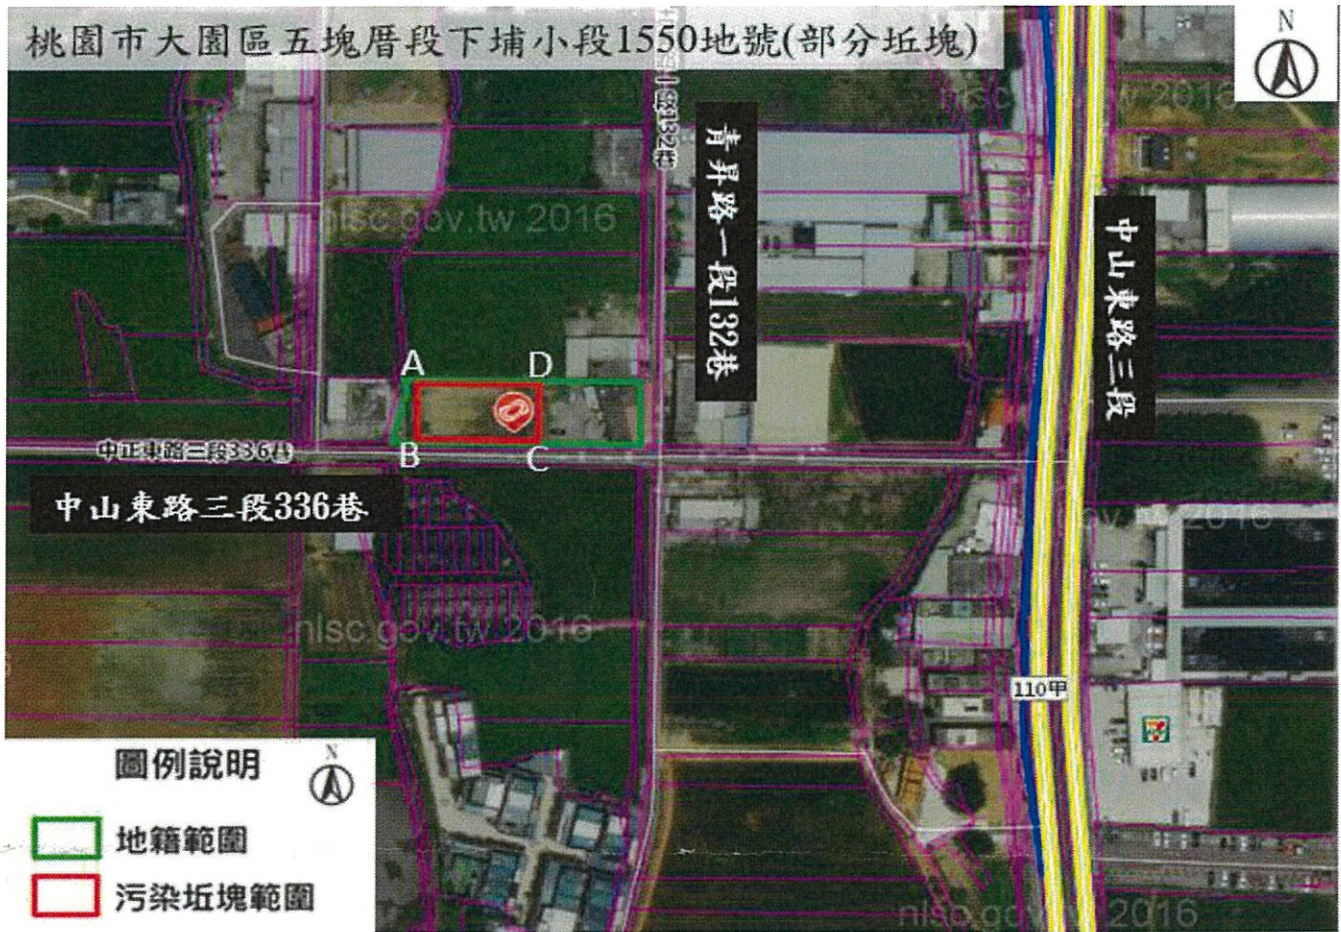 桃園市大園區五塊厝段下埔小段1550地號(部分坵塊)
N
nlsc.gov.tw 2016
青昇路一段132巷
中山東路三段
A
D
B
C
中正東路三段336巷
中山東路三段336巷
nlsc.gov.tw 2016
110甲
圖例說明
N
地籍範圍
污染坵塊範圍
nlsc.gov.tw 2016